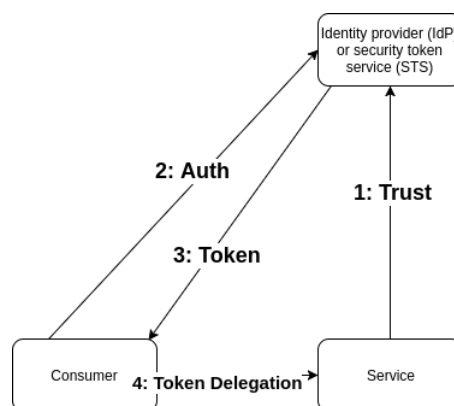 Identity provider (IdP)
or security token
service (STS)
2: Auth
1: Trust
3: Token
Consumer
4: Token Delegation
Service